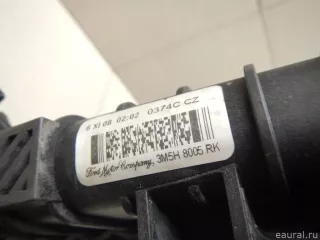 6 XI 08 02:02 0374C CZ
Ford Motor Company, 3M5H 8005 RK
© eaural.ru